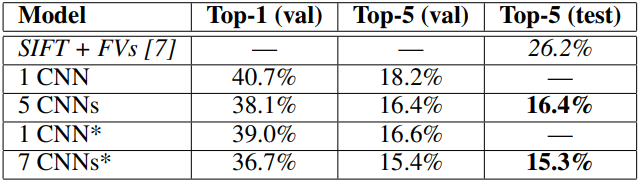 Model Top-1 (val) Top-5 (val) Top-5 (test)
SIFT + FVs [7] — — 26.2%
1 CNN 40.7% 18.2% —
5 CNNs 38.1% 16.4% 16.4%
1 CNN* 39.0% 16.6% —
7 CNNs* 36.7% 15.4% 15.3%